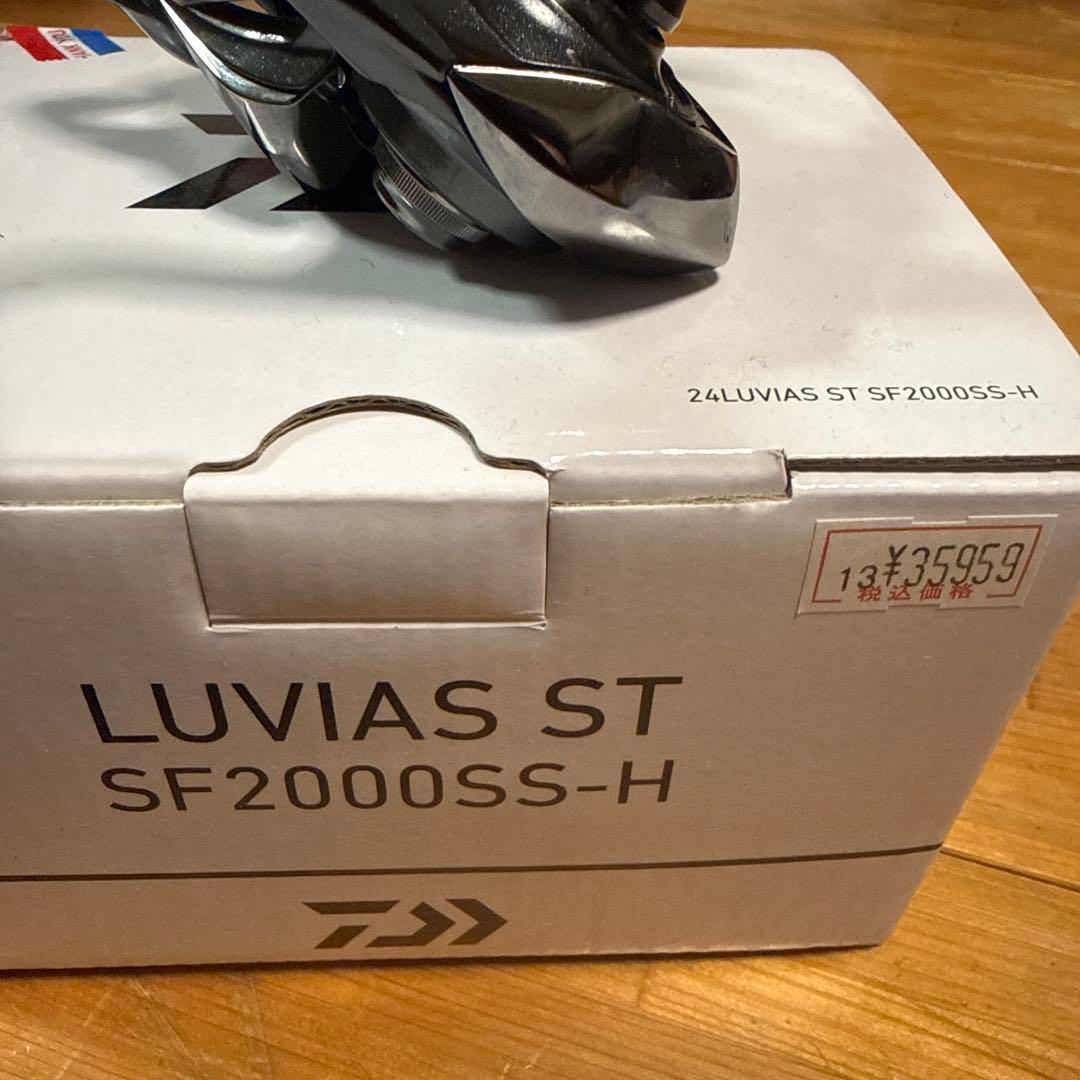 24LUVIAS ST SF2000SS-H
13 ¥35959
税込価格
LUVIAS ST
SF2000SS-H